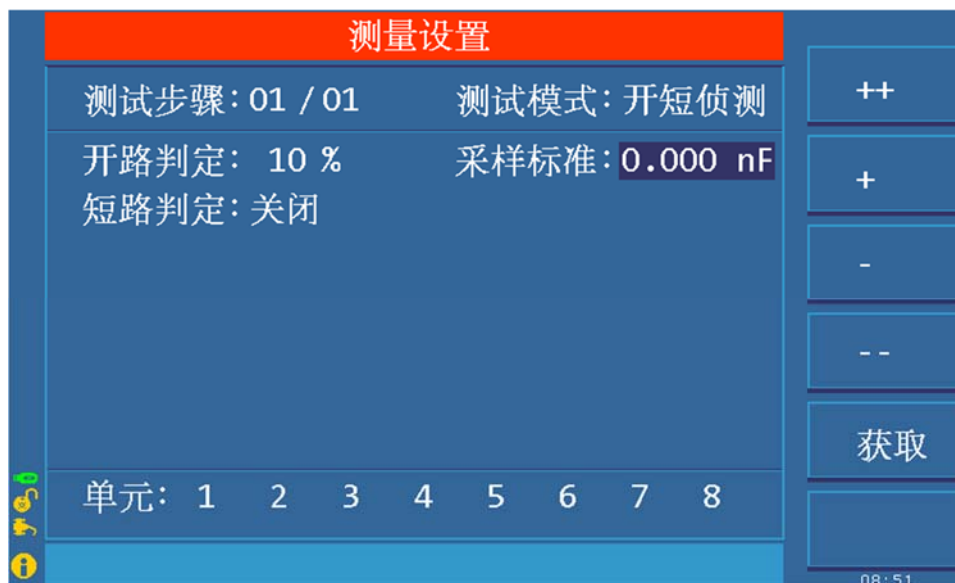 测量设置
测试步骤：01 / 01 测试模式：开短侦测
开路判定： 10 % 采样标准：0.000 nF
短路判定：关闭
单元： 1 2 3 4 5 6 7 8
++
+
-
--
获取
08:51